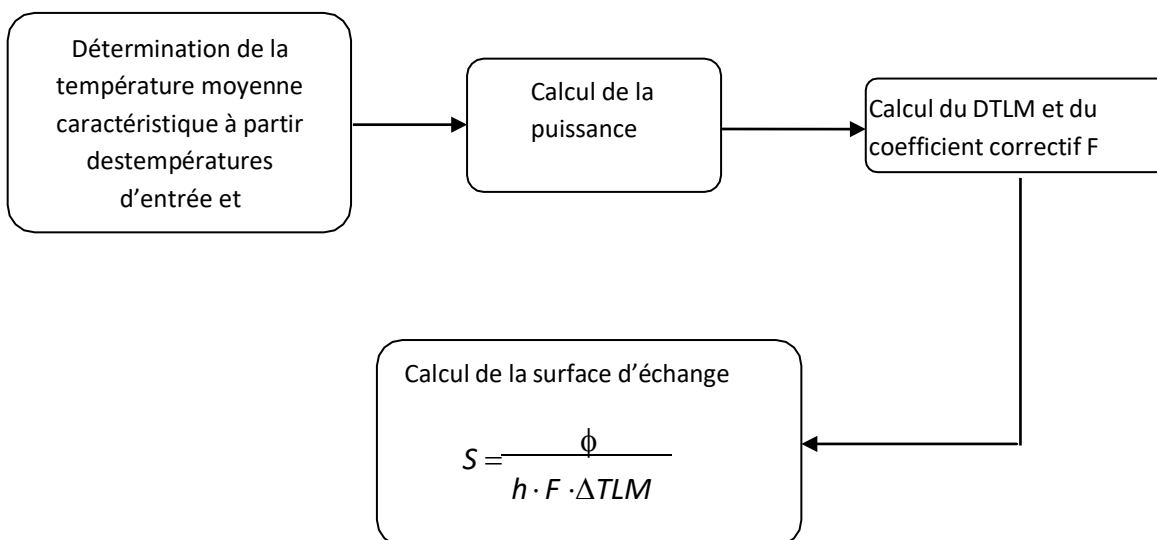 Détermination de la
température moyenne
caractéristique à partir
destempératures
d’entrée et
Calcul de la
puissance
Calcul du DTLM et du
coefficient correctif F
Calcul de la surface d’échange
S = ϕ
h · F · ΔTLM